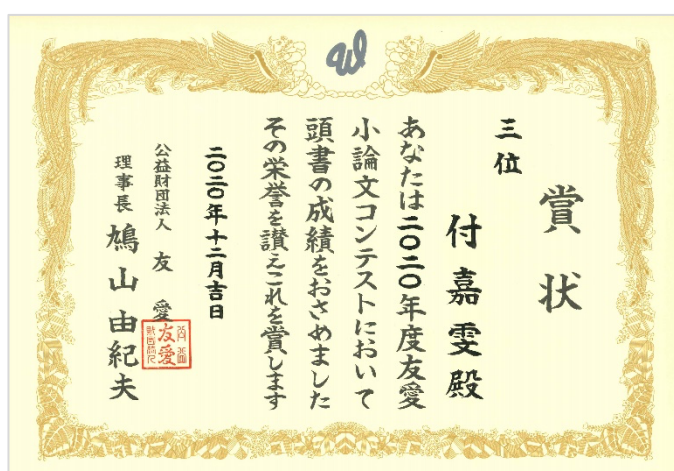 賞状
三位
付嘉雯殿
あなたは二〇二〇年度友愛
小論文コンテストにおいて
頭書の成績をおさめました
その栄誉を讃えこれを賞します
二〇二〇年十二月吉日
公益財団法人 友愛
理事長 鳩山由紀夫